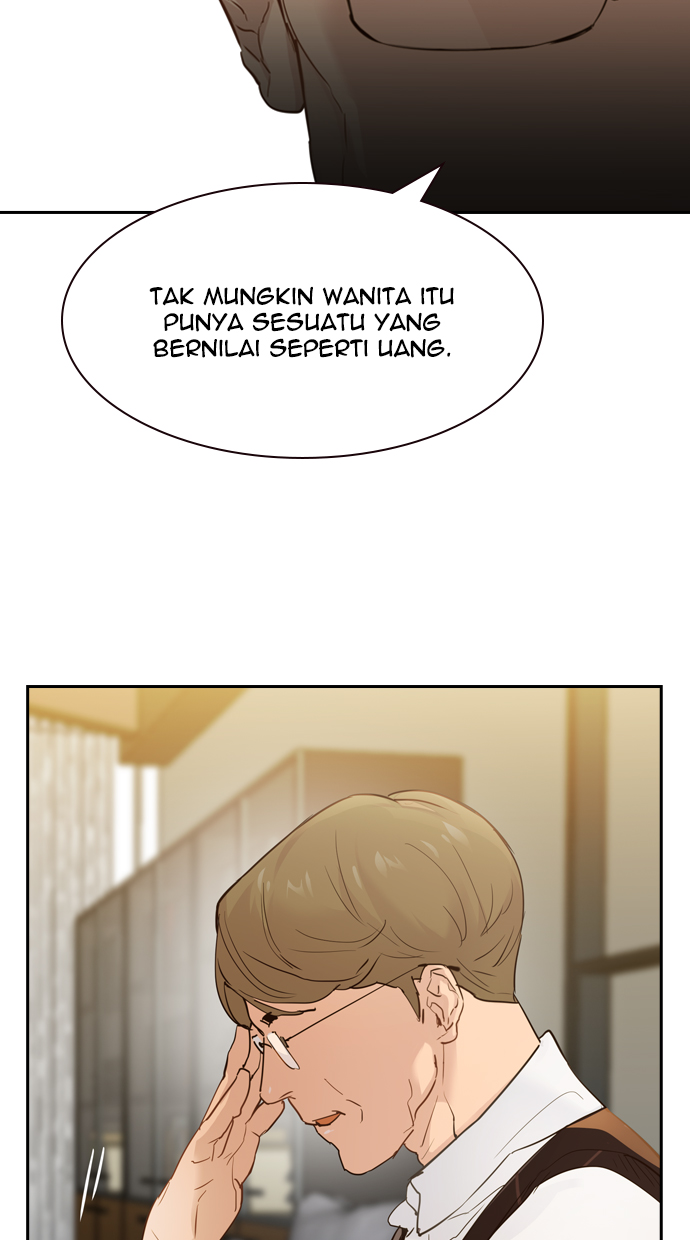 TAK MUNGKIN WANITA ITU
PUNYA SESUATU YANG
BERNILAI SEPERTI UANG.